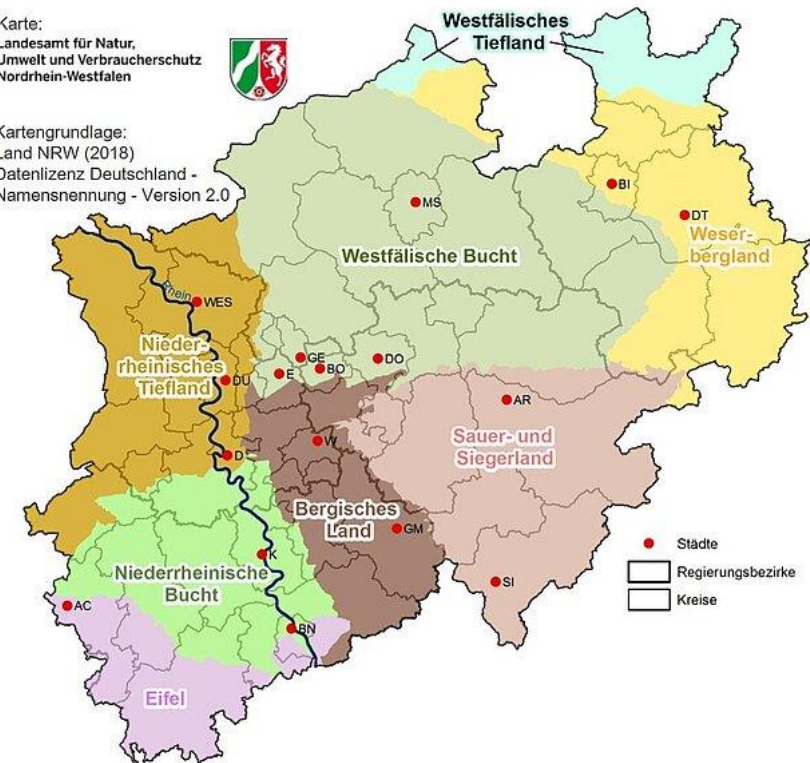 Karte:
Landesamt für Natur,
Umwelt und Verbraucherschutz
Nordrhein-Westfalen
Kartengrundlage:
Land NRW (2018)
Datenlizenz Deutschland -
Namensnennung - Version 2.0
Westfälisches
Tiefland
BI
MS
DT
Weser-
bergland
Westfälische Bucht
Rhein
WES
Nieder-
rheinisches
Tiefland
DU
GE
E
BO
DO
AR
W
Sauer- und
Siegerland
D
Bergisches
Land
GM
K
Niederrheinische
Bucht
SI
AC
BN
Eifel
Städte
Regierungsbezirke
Kreise